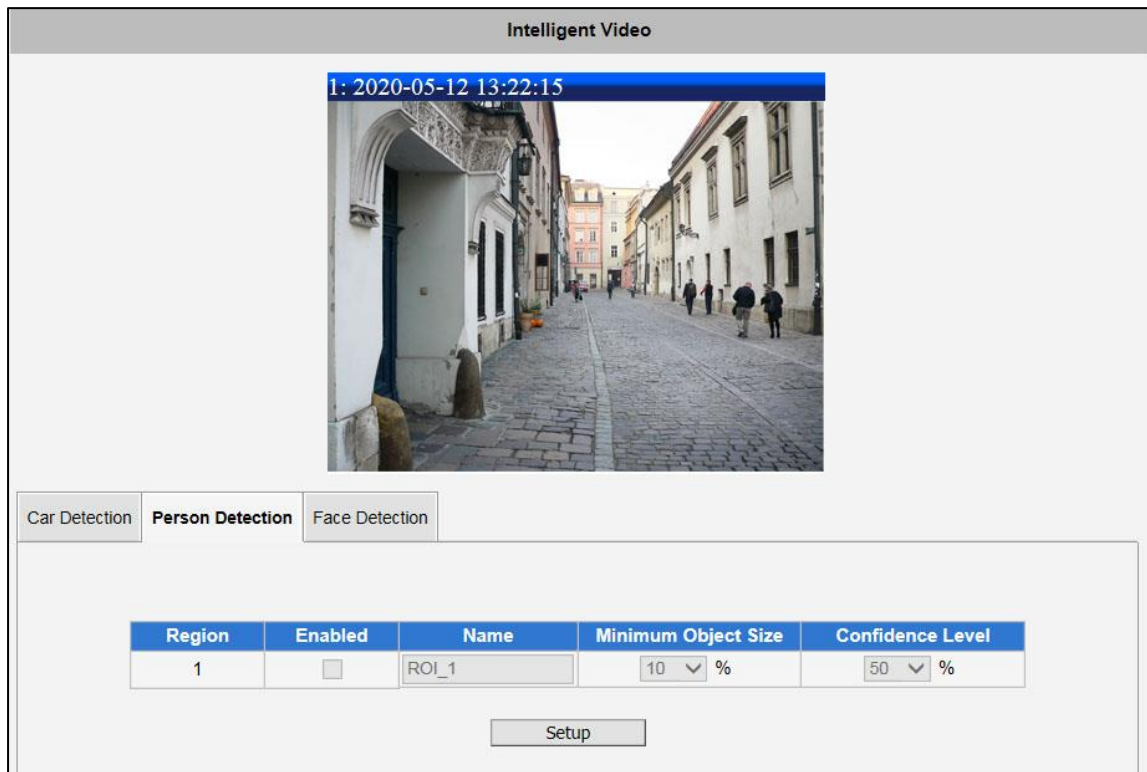 Intelligent Video
1: 2020-05-12 13:22:15
Car Detection Person Detection Face Detection
Region Enabled Name Minimum Object Size Confidence Level
1 ROI_1 10 % 50 %
Setup